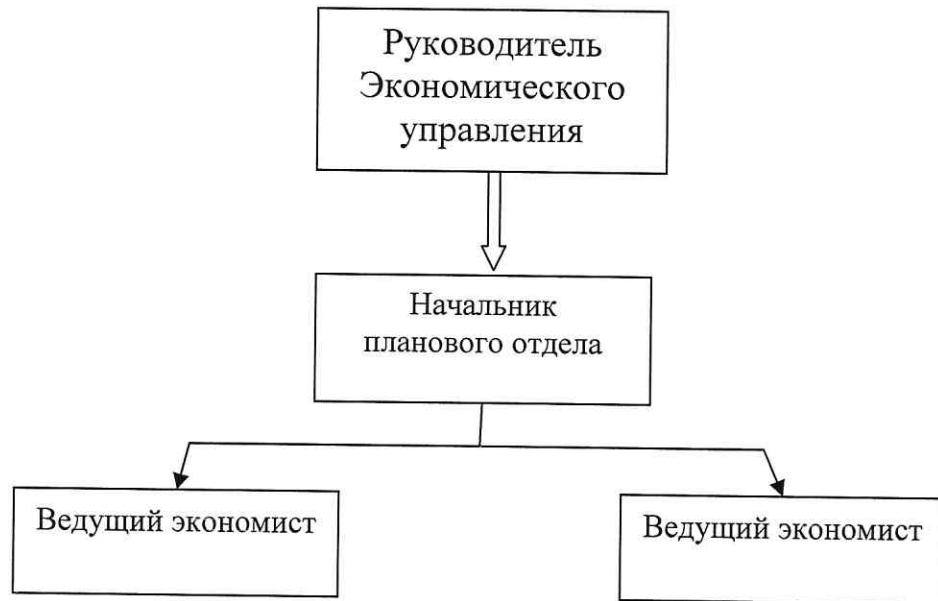 Руководитель
Экономического
управления
Начальник
планового отдела
Ведущий экономист
Ведущий экономист